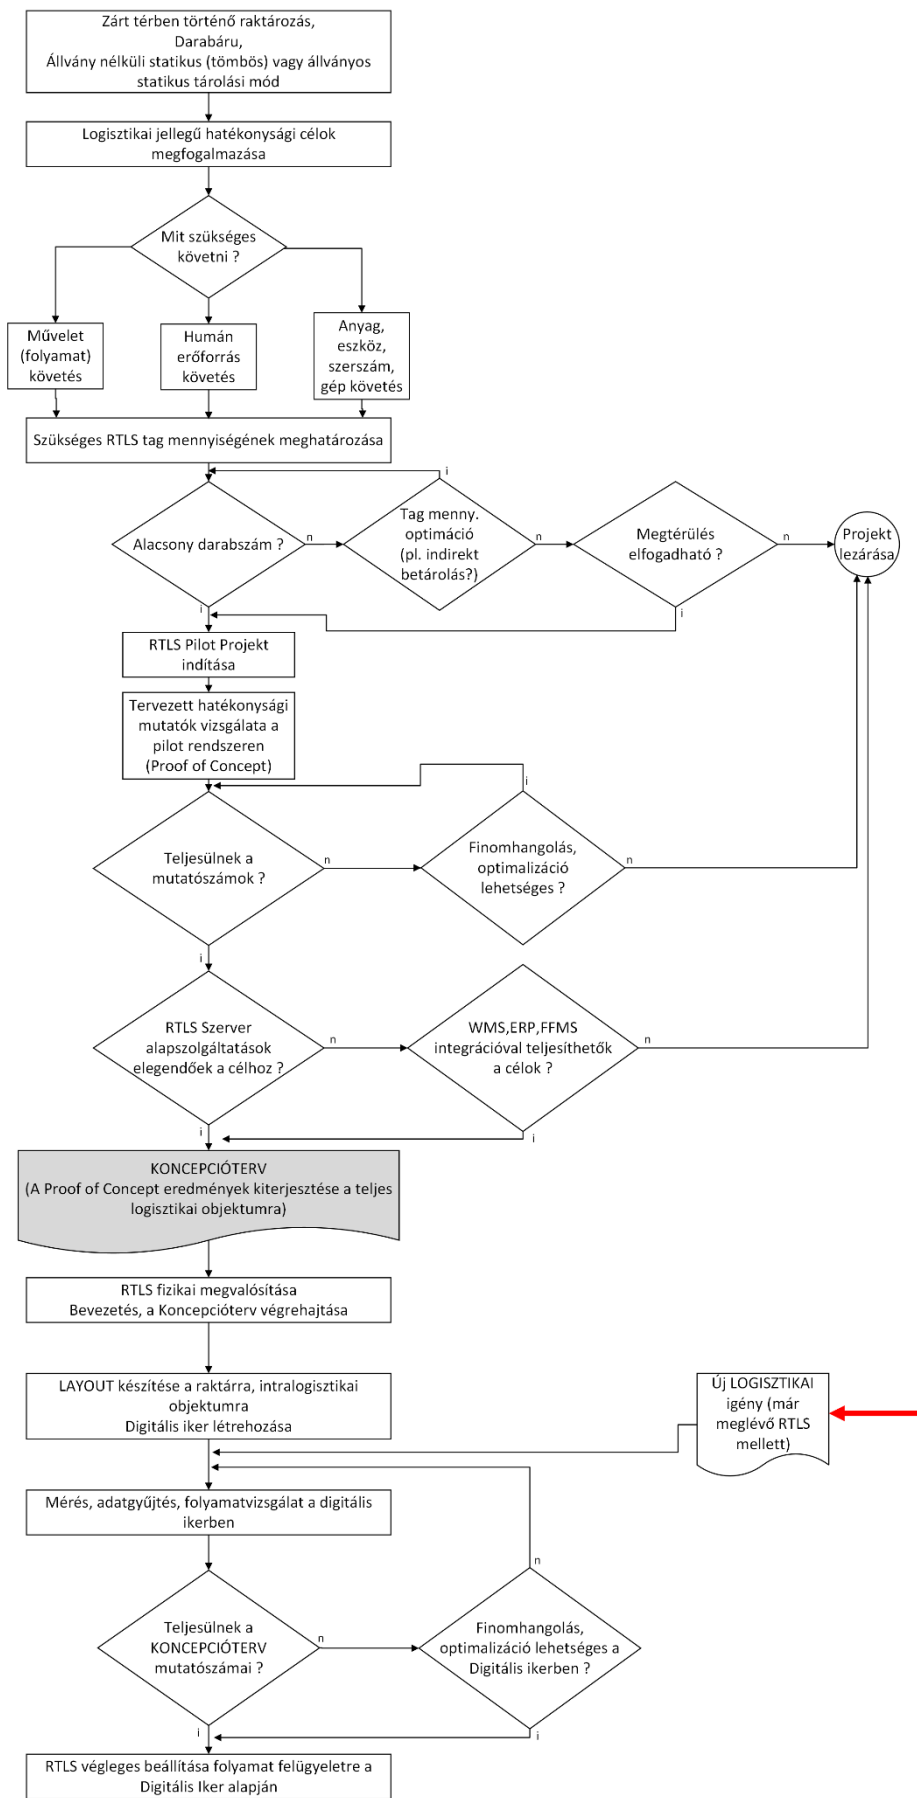 Zárt térben történő raktározás,
Darabáru,
Állvány nélküli statikus (tömbös) vagy állványos
statikus tárolási mód
Logisztikai jellegű hatékonysági célok
megfogalmazása
Mit szükséges
követni ?
Művelet
(folyamat)
követés
Humán
erőforrás
követés
Anyag,
eszköz,
szerszám,
gép követés
Szükséges RTLS tag mennyiségének meghatározása
i
Alacsony darabszám ?
n
Tag menny.
optimáció
(pl. indirekt
betárolás?)
n
Megtérülés
elfogadható ?
n
Projekt
lezárása
i
i
RTLS Pilot Projekt
indítása
Tervezett hatékonysági
mutatók vizsgálata a
pilot rendszeren
(Proof of Concept)
i
Teljesülnek a
mutatószámok ?
n
Finomhangolás,
optimalizáció
lehetséges ?
n
i
RTLS Szerver
alapszolgáltatások
elegendőek a célhoz ?
n
WMS,ERP,FFMS
integrációval teljesíthetők
a célok ?
n
i
i
KONCEPCIÓTERV
(A Proof of Concept eredmények kiterjesztése a teljes
logisztikai objektumra)
RTLS fizikai megvalósítása
Bevezetés, a Koncepcióterv végrehajtása
LAYOUT készítése a raktárra, intralogisztikai
objektumra
Digitális iker létrehozása
Új LOGISZTIKAI
igény (már
meglévő RTLS
mellett)
Mérés, adatgyűjtés, folyamatvizsgálat a digitális
ikerben
n
Teljesülnek a
KONCEPCIÓTERV
mutatószámai ?
n
Finomhangolás,
optimalizáció lehetséges a
Digitális ikerben ?
i
i
RTLS végleges beállítása folyamat felügyeletre a
Digitális Iker alapján